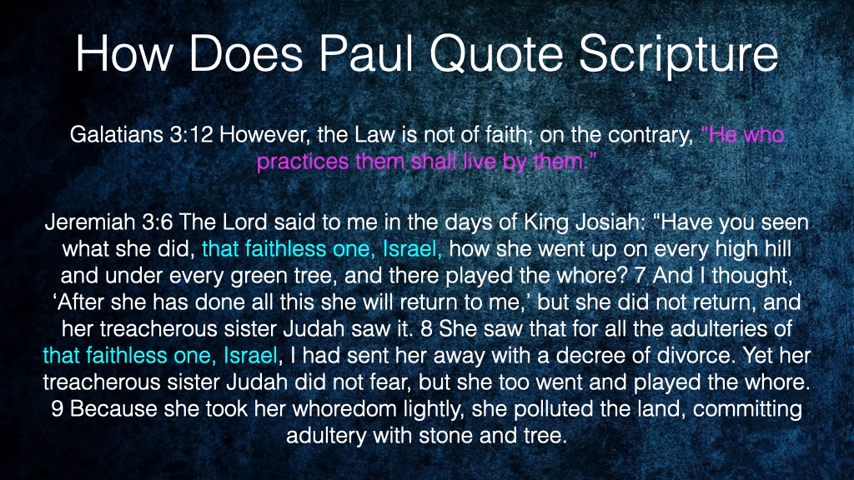 How Does Paul Quote Scripture
Galatians 3:12 However, the Law is not of faith; on the contrary, “He who
practices them shall live by them.”
Jeremiah 3:6 The Lord said to me in the days of King Josiah: “Have you seen
what she did, that faithless one, Israel, how she went up on every high hill
and under every green tree, and there played the whore? 7 And I thought,
‘After she has done all this she will return to me,’ but she did not return, and
her treacherous sister Judah saw it. 8 She saw that for all the adulteries of
that faithless one, Israel, I had sent her away with a decree of divorce. Yet her
treacherous sister Judah did not fear, but she too went and played the whore.
9 Because she took her whoredom lightly, she polluted the land, committing
adultery with stone and tree.